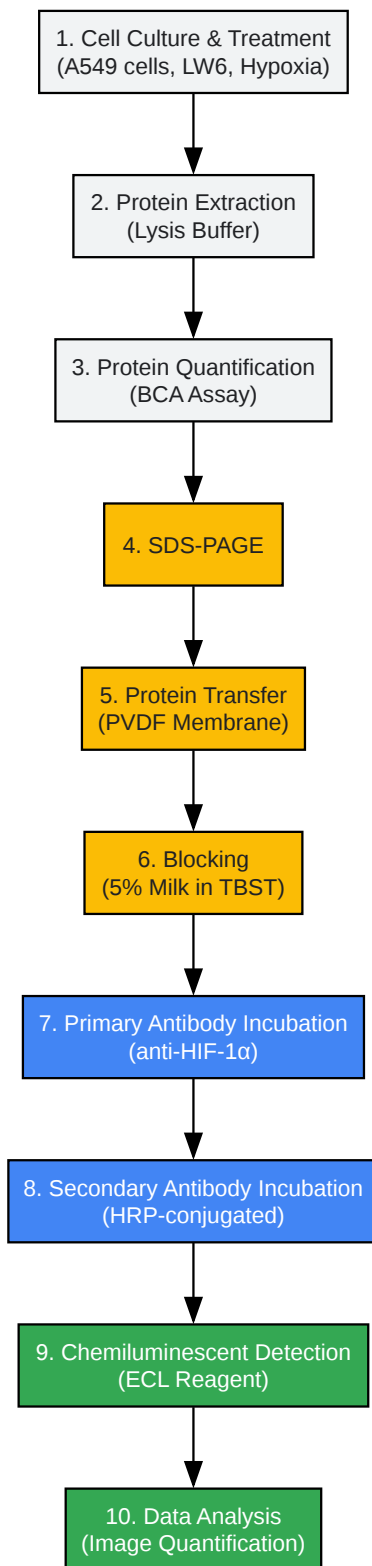 1. Cell Culture & Treatment
(A549 cells, LW6, Hypoxia)
2. Protein Extraction
(Lysis Buffer)
3. Protein Quantification
(BCA Assay)
4. SDS-PAGE
5. Protein Transfer
(PVDF Membrane)
6. Blocking
(5% Milk in TBST)
7. Primary Antibody Incubation
(anti-HIF-1α)
8. Secondary Antibody Incubation
(HRP-conjugated)
9. Chemiluminescent Detection
(ECL Reagent)
10. Data Analysis
(Image Quantification)